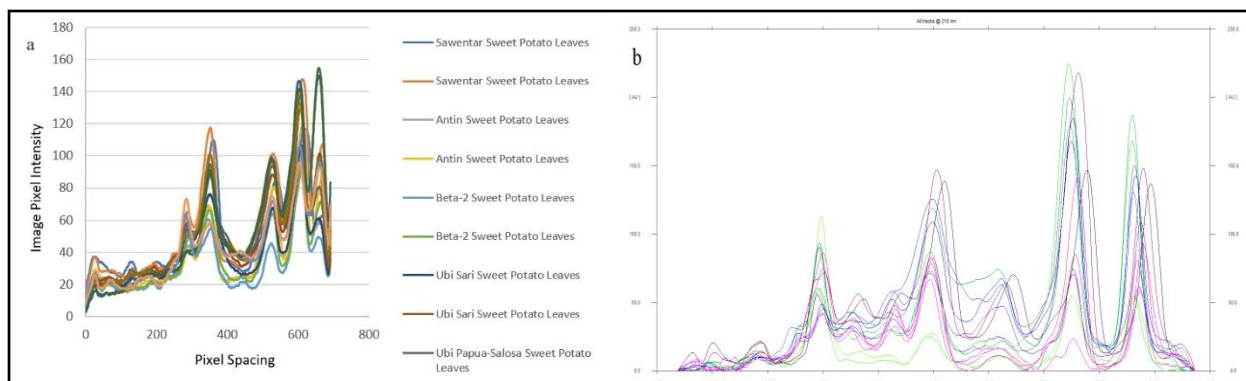 a
180
160
140
120
100
80
60
40
20
0
Image Pixel Intensity
0 200 400 600 800
Pixel Spacing
Sawentar Sweet Potato Leaves
Sawentar Sweet Potato Leaves
Antin Sweet Potato Leaves
Antin Sweet Potato Leaves
Beta-2 Sweet Potato Leaves
Beta-2 Sweet Potato Leaves
Ubi Sari Sweet Potato Leaves
Ubi Sari Sweet Potato Leaves
Ubi Papua-Salosa Sweet Potato
Leaves
b